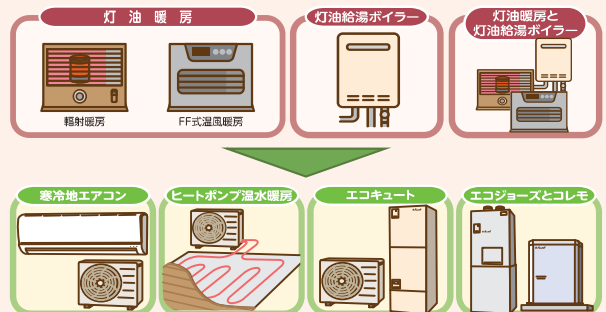 灯油暖房
輻射暖房
FF式温風暖房
灯油給湯ボイラー
灯油暖房と
灯油給湯ボイラー
寒冷地エアコン
ヒートポンプ温水暖房
エコキュート
エコジョーズとコレモ